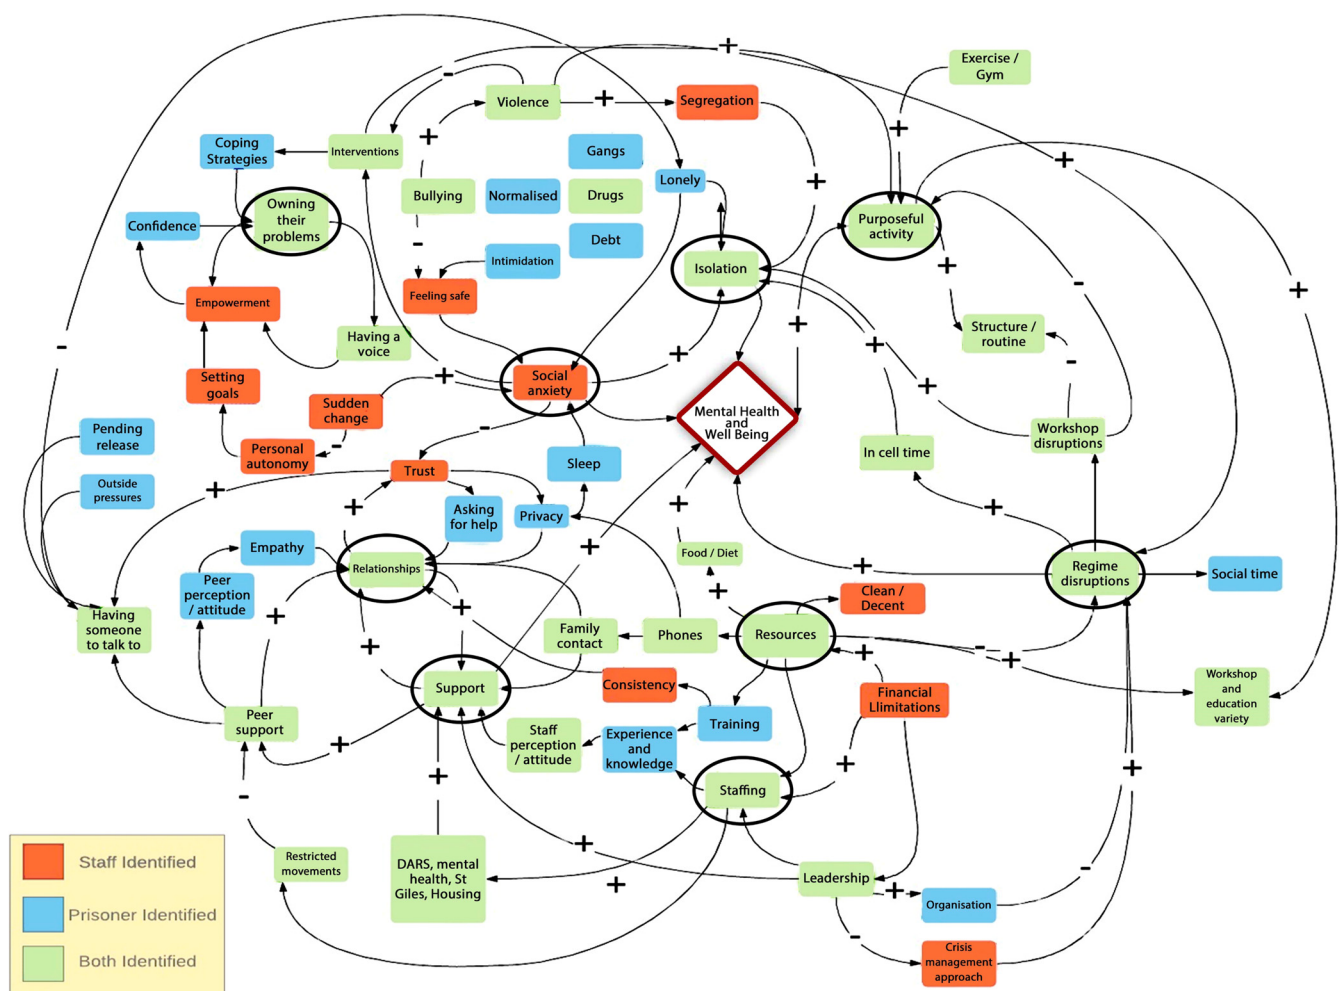 Exercise /
Gym
Violence
Segregation
Coping
Strategies
Interventions
Gangs
Lonely
Bullying
Normalised
Drugs
Owning
their
problems
Confidence
Purposeful
activity
Debt
Intimidation
Isolation
Feeling safe
Empowerment
Having a
voice
Structure /
routine
Setting
goals
Social
anxiety
Sudden
change
Mental Health
and
Well Being
Pending
release
Workshop
disruptions
Personal
autonomy
In cell time
Trust
Sleep
Outside
pressures
Asking
for help
Privacy
Empathy
Food / Diet
Relationships
Regime
disruptions
Social time
Peer
perception
/ attitude
Clean /
Decent
Having
someone
to talk to
Family
contact
Phones
Resources
Support
Consistency
Financial
Llimitations
Workshop
and
education
variety
Peer
support
Training
Staff
perception
/ attitude
Experience
and
knowledge
Staffing
Restricted
movements
DARS, mental
health, St
Giles, Housing
Leadership
Organisation
Crisis
management
approach
Staff Identified
Prisoner Identified
Both Identified